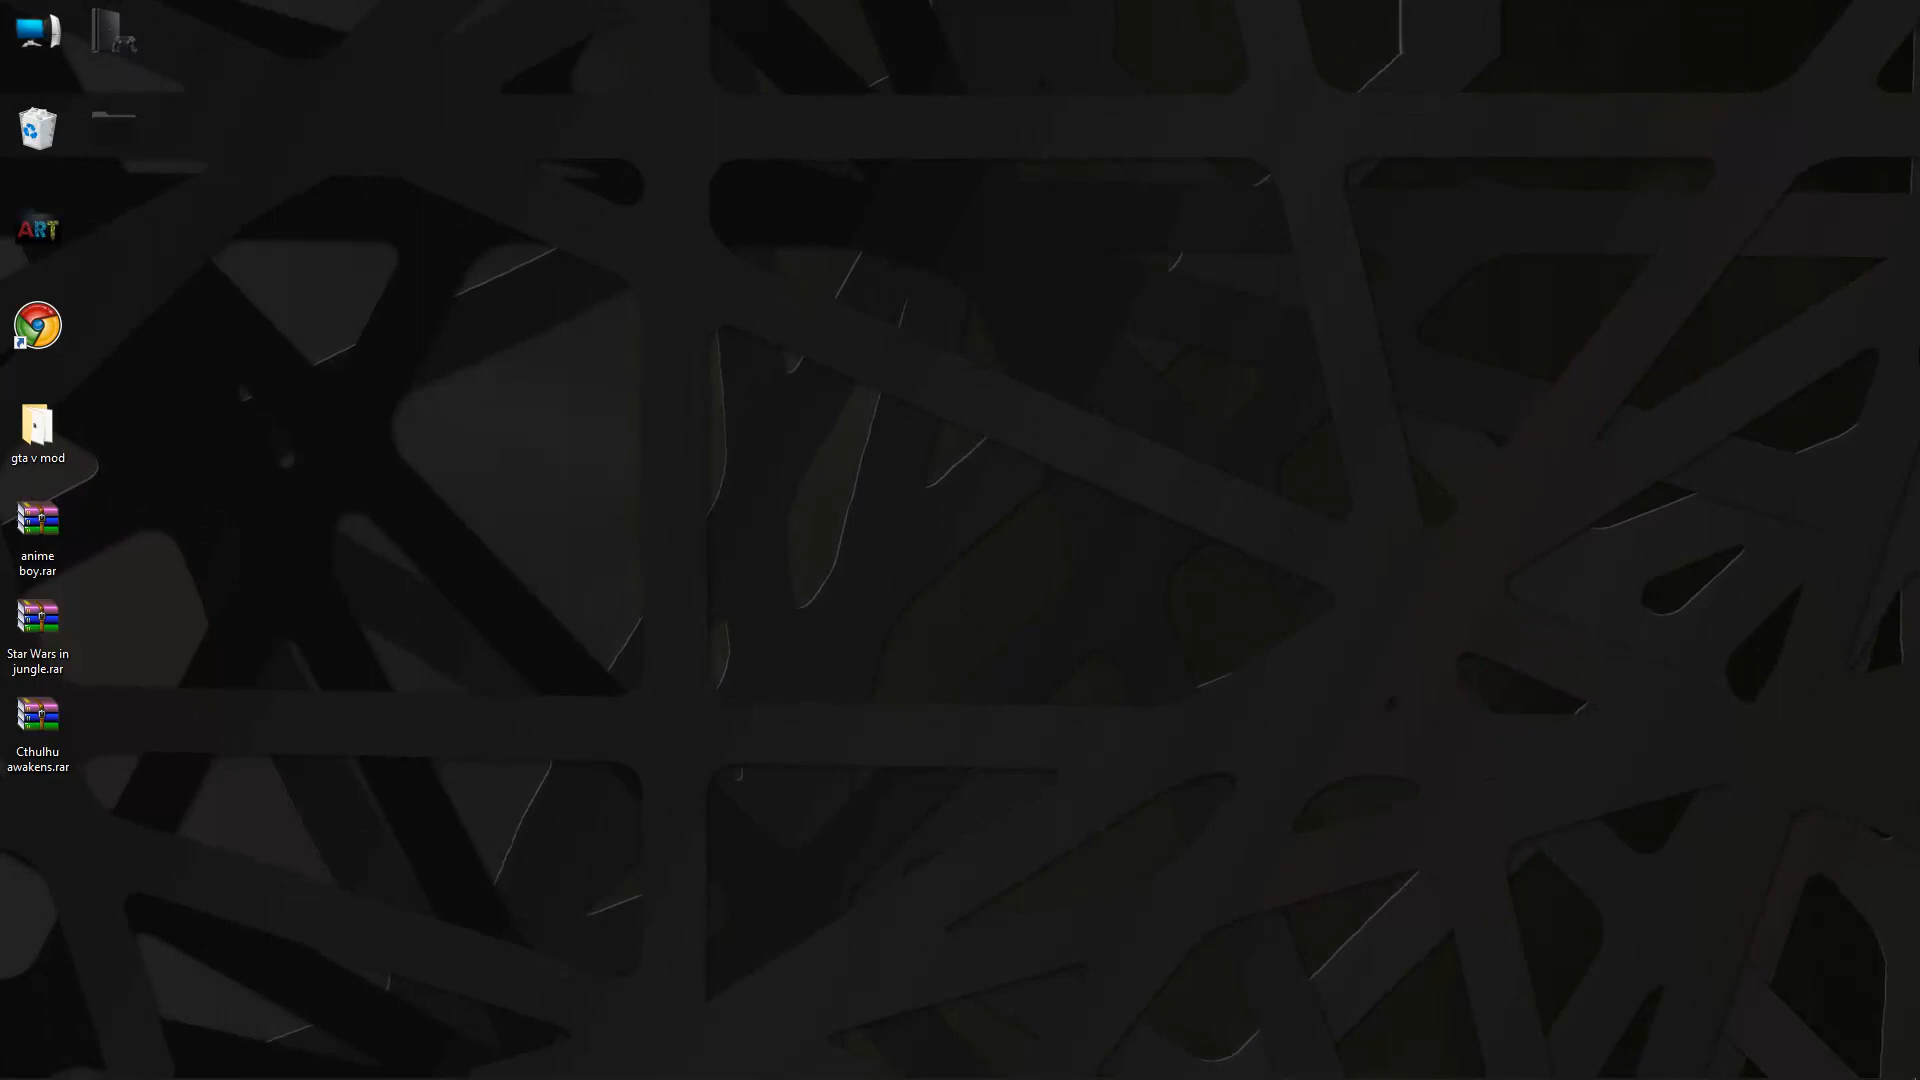 ART
gta v mod
anime
boy.rar
Star Wars in
jungle.rar
Cthulhu
awakens.rar